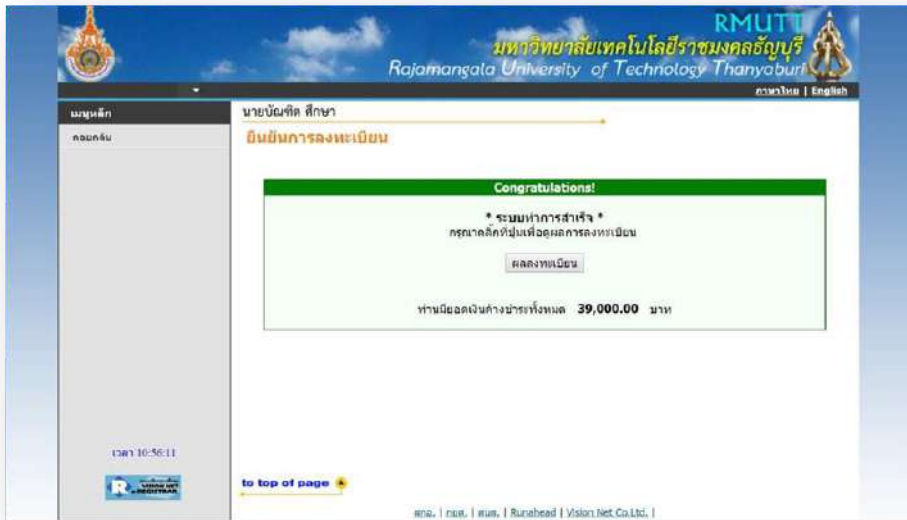 RMUTT
มหาวิทยาลัยเทคโนโลยีราชมงคลธัญบุรี
Rajamangala University of Technology Thanyaburi
ภาษาไทย | English
เมนูหลัก
ถอยกลับ
นายบัณฑิต ศึกษา
ยืนยันการลงทะเบียน
Congratulations!
* ระบบทำการสำเร็จ *
กรุณาคลิ๊กที่ปุ่มเพื่อดูผลการลงทะเบียน
ผลลงทะเบียน
ท่านมียอดเงินค้างชำระทั้งหมด 39,000.00 บาท
เวลา 10:56:11
VISION NET
e-REGISTRAR
to top of page
สกอ. | กยศ. | Runahead | Vision Net Co.Ltd. |